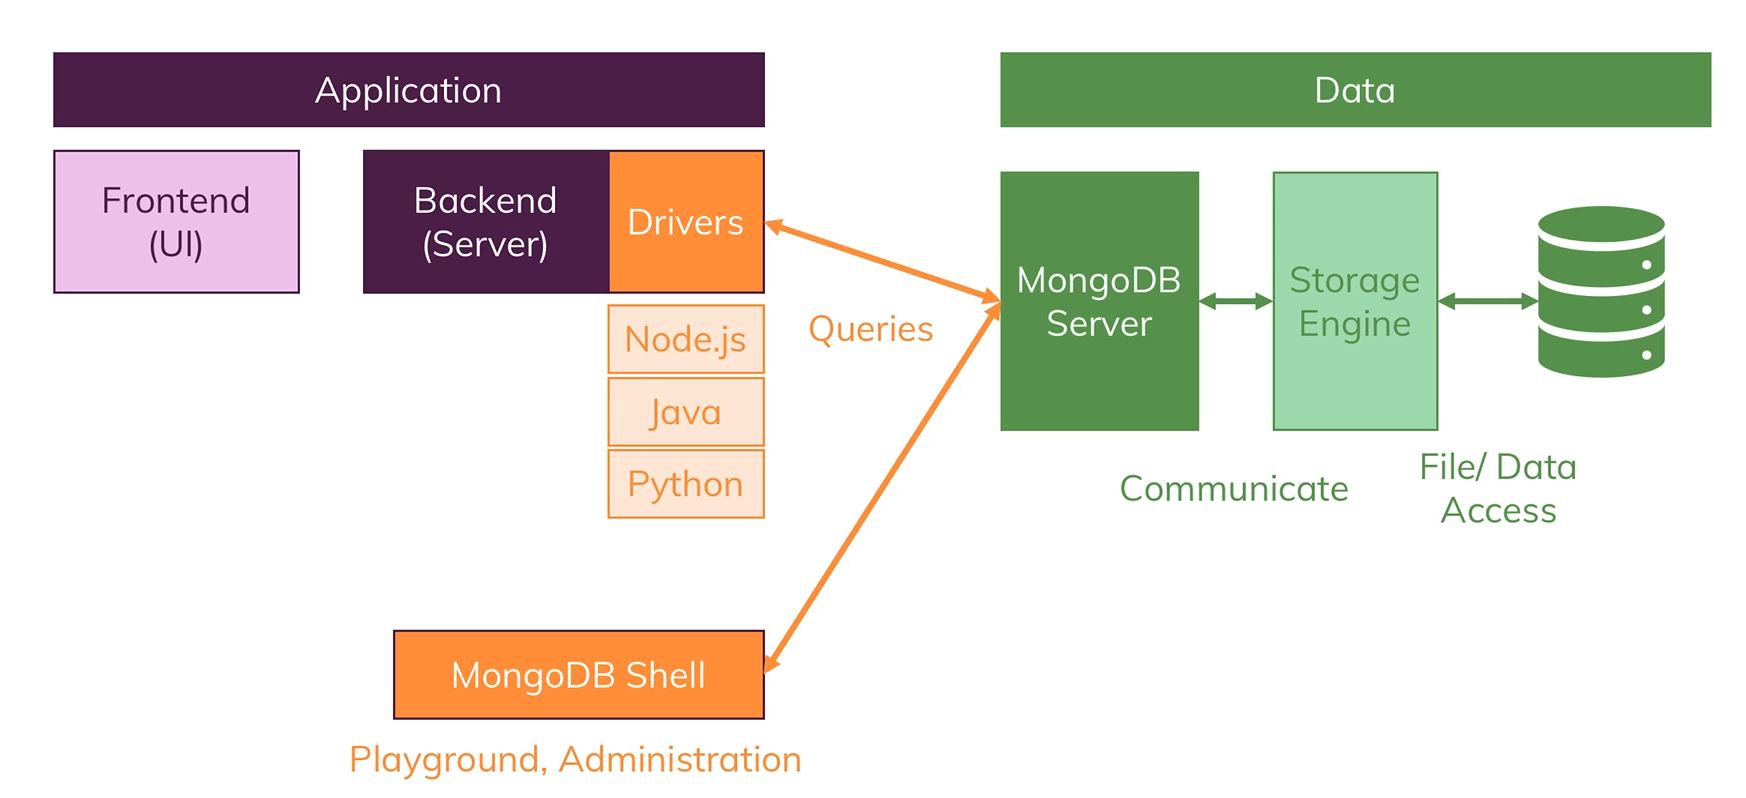 Application
Data
Frontend
(UI)
Backend
(Server)
Drivers
Node.js
Java
Python
Queries
MongoDB
Server
Storage
Engine
Communicate
File/ Data
Access
MongoDB Shell
Playground, Administration